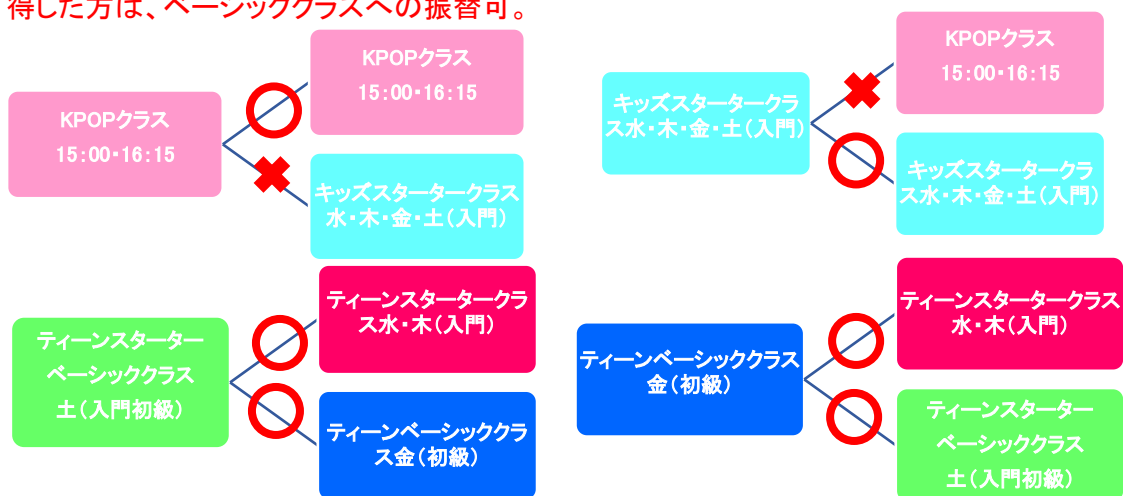 得した方は、ベーシッククラスへの振替可。
KPOPクラス
15:00・16:15
KPOPクラス
15:00・16:15
キッズスタータークラス
水・木・金・土(入門)
キッズスタータークラ
ス水・木・金・土(入門)
KPOPクラス
15:00・16:15
キッズスタータークラ
ス水・木・金・土(入門)
ティーンスターター
ベーシッククラス
土(入門初級)
ティーンスタータークラ
ス水・木(入門)
ティーンベーシッククラ
ス金(初級)
ティーンベーシッククラス
金(初級)
ティーンスタータークラス
水・木(入門)
ティーンスターター
ベーシッククラス
土(入門初級)